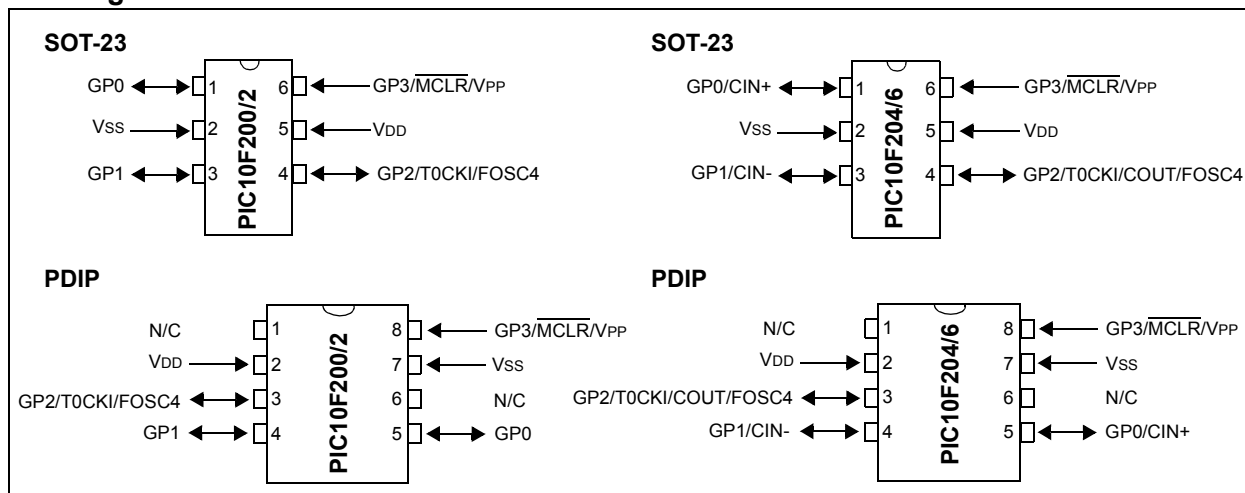 SOT-23
GP0
1
6
GP3/MCLR/VPP
VSS
2
5
VDD
GP1
3
4
GP2/T0CKI/FOSC4
PIC10F200/2
SOT-23
GP0/CIN+
1
6
GP3/MCLR/VPP
VSS
2
5
VDD
GP1/CIN-
3
4
GP2/T0CKI/COUT/FOSC4
PIC10F204/6
PDIP
N/C
1
8
GP3/MCLR/VPP
VDD
2
7
VSS
GP2/T0CKI/FOSC4
3
6
N/C
GP1
4
5
GP0
PIC10F200/2
PDIP
N/C
1
8
GP3/MCLR/VPP
VDD
2
7
VSS
GP2/T0CKI/COUT/FOSC4
3
6
N/C
GP1/CIN-
4
5
GP0/CIN+
PIC10F204/6